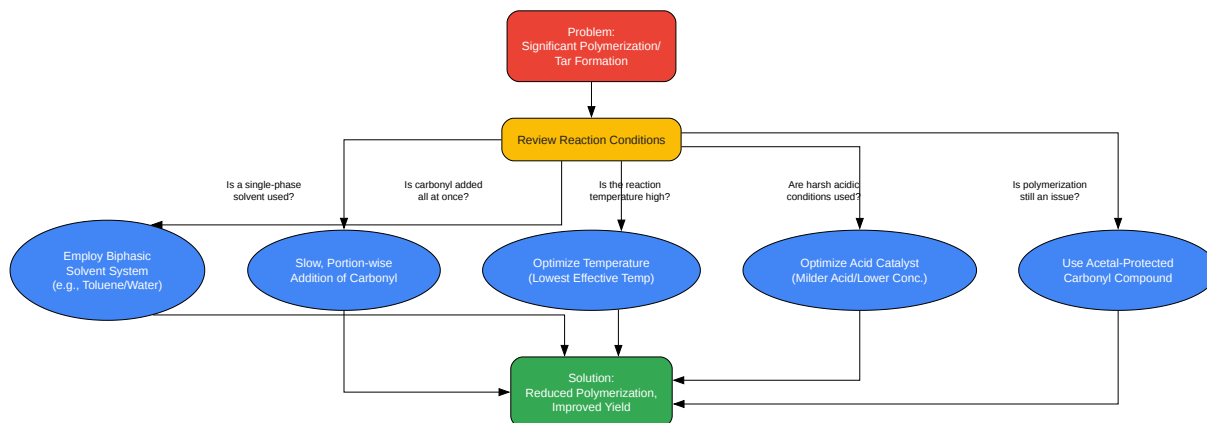 Problem:
Significant Polymerization/
Tar Formation
Review Reaction Conditions
Is a single-phase
solvent used?
Is carbonyl added
all at once?
Is the reaction
temperature high?
Are harsh acidic
conditions used?
Is polymerization
still an issue?
Employ Biphasic
Solvent System
(e.g., Toluene/Water)
Slow, Portion-wise
Addition of Carbonyl
Optimize Temperature
(Lowest Effective Temp)
Optimize Acid Catalyst
(Milder Acid/Lower Conc.)
Use Acetal-Protected
Carbonyl Compound
Solution:
Reduced Polymerization,
Improved Yield